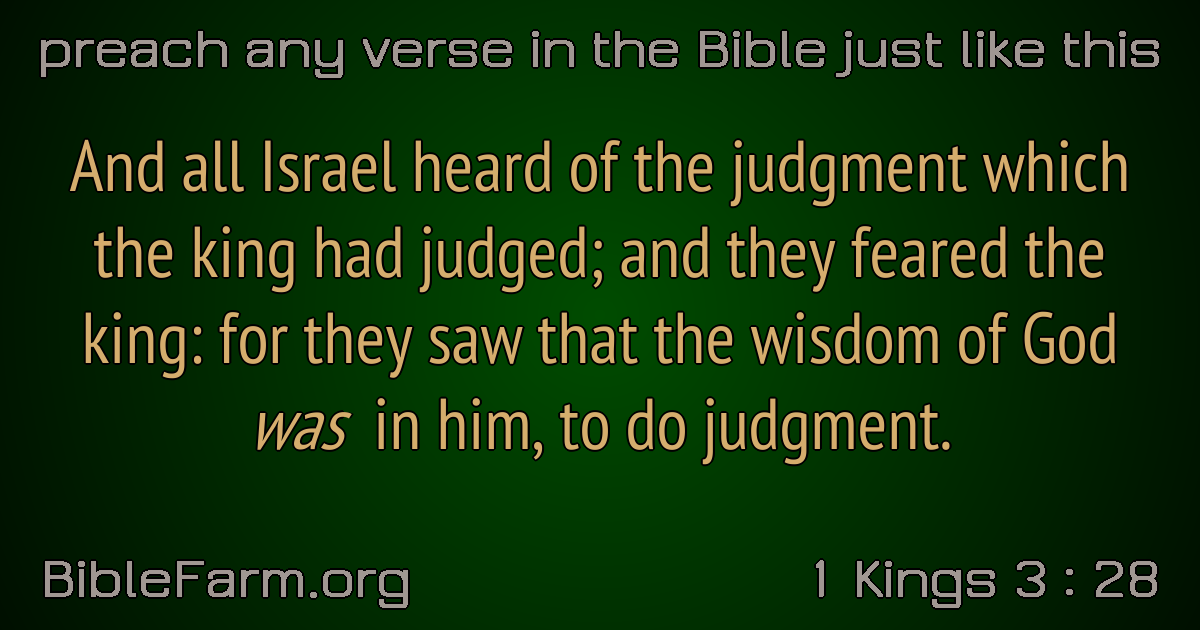 preach any verse in the Bible just like this
And all Israel heard of the judgment which
the king had judged; and they feared the
king: for they saw that the wisdom of God
was in him, to do judgment.
BibleFarm.org
1 Kings 3 : 28